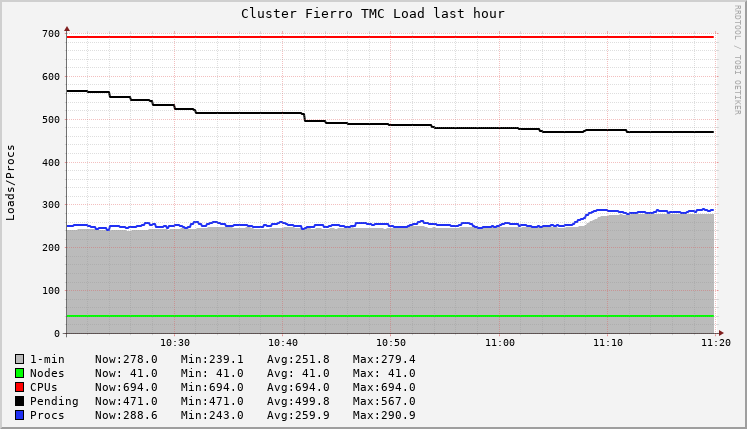 Cluster Fierro TMC Load last hour
RRDTOOL / TOBI OETIKER
Loads/Procs
700
600
500
400
300
200
100
0
10:30 10:40 10:50 11:00 11:10 11:20
1-min Now:278.0 Min:239.1 Avg:251.8 Max:279.4
Nodes Now: 41.0 Min: 41.0 Avg: 41.0 Max: 41.0
CPUs Now:694.0 Min:694.0 Avg:694.0 Max:694.0
Pending Now:471.0 Min:471.0 Avg:499.8 Max:567.0
Procs Now:288.6 Min:243.0 Avg:259.9 Max:290.9